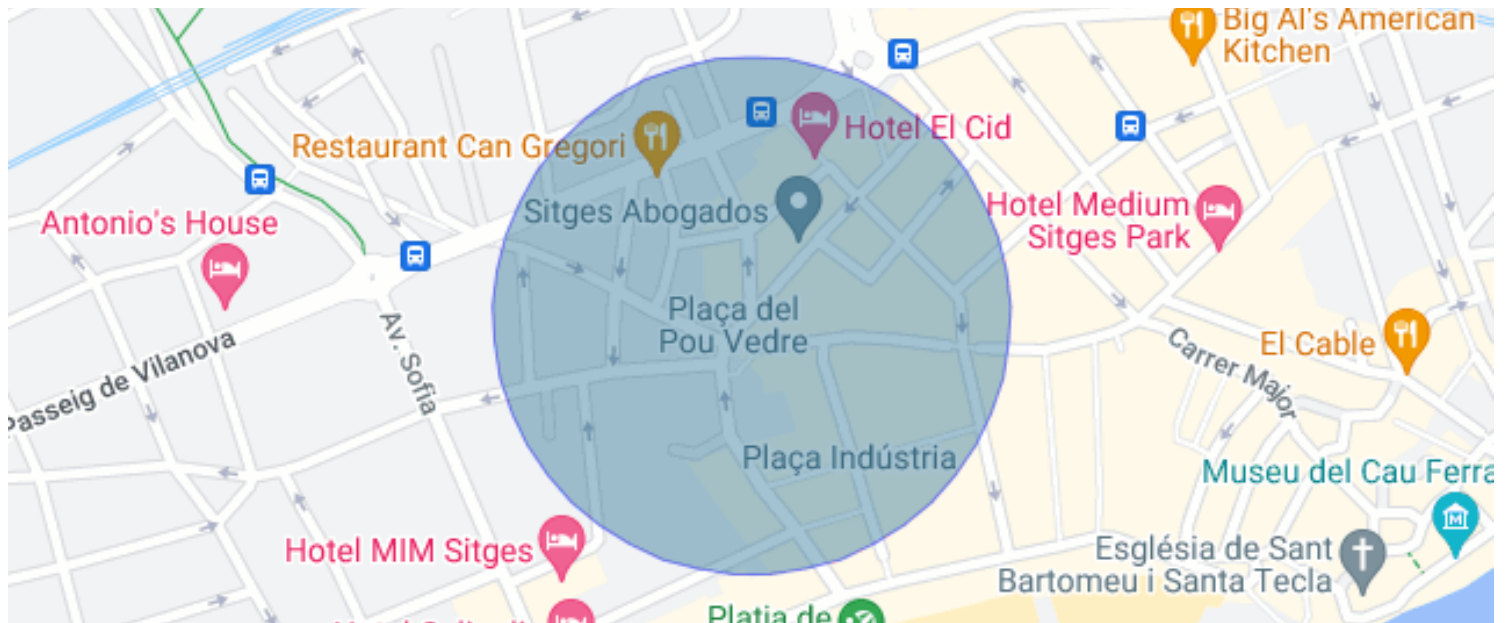 Big Al's American
Kitchen
Restaurant Can Gregori
Hotel El Cid
Sitges Abogados
Antonio's House
Hotel Medium
Sitges Park
Plaça del
Pou Vedre
Av. Sofia
Passeig de Vilanova
El Cable
Carrer Major
Plaça Indústria
Museu del Cau Ferra
M
Hotel MIM Sitges
Església de Sant
Bartomeu i Santa Tecla
Platja de